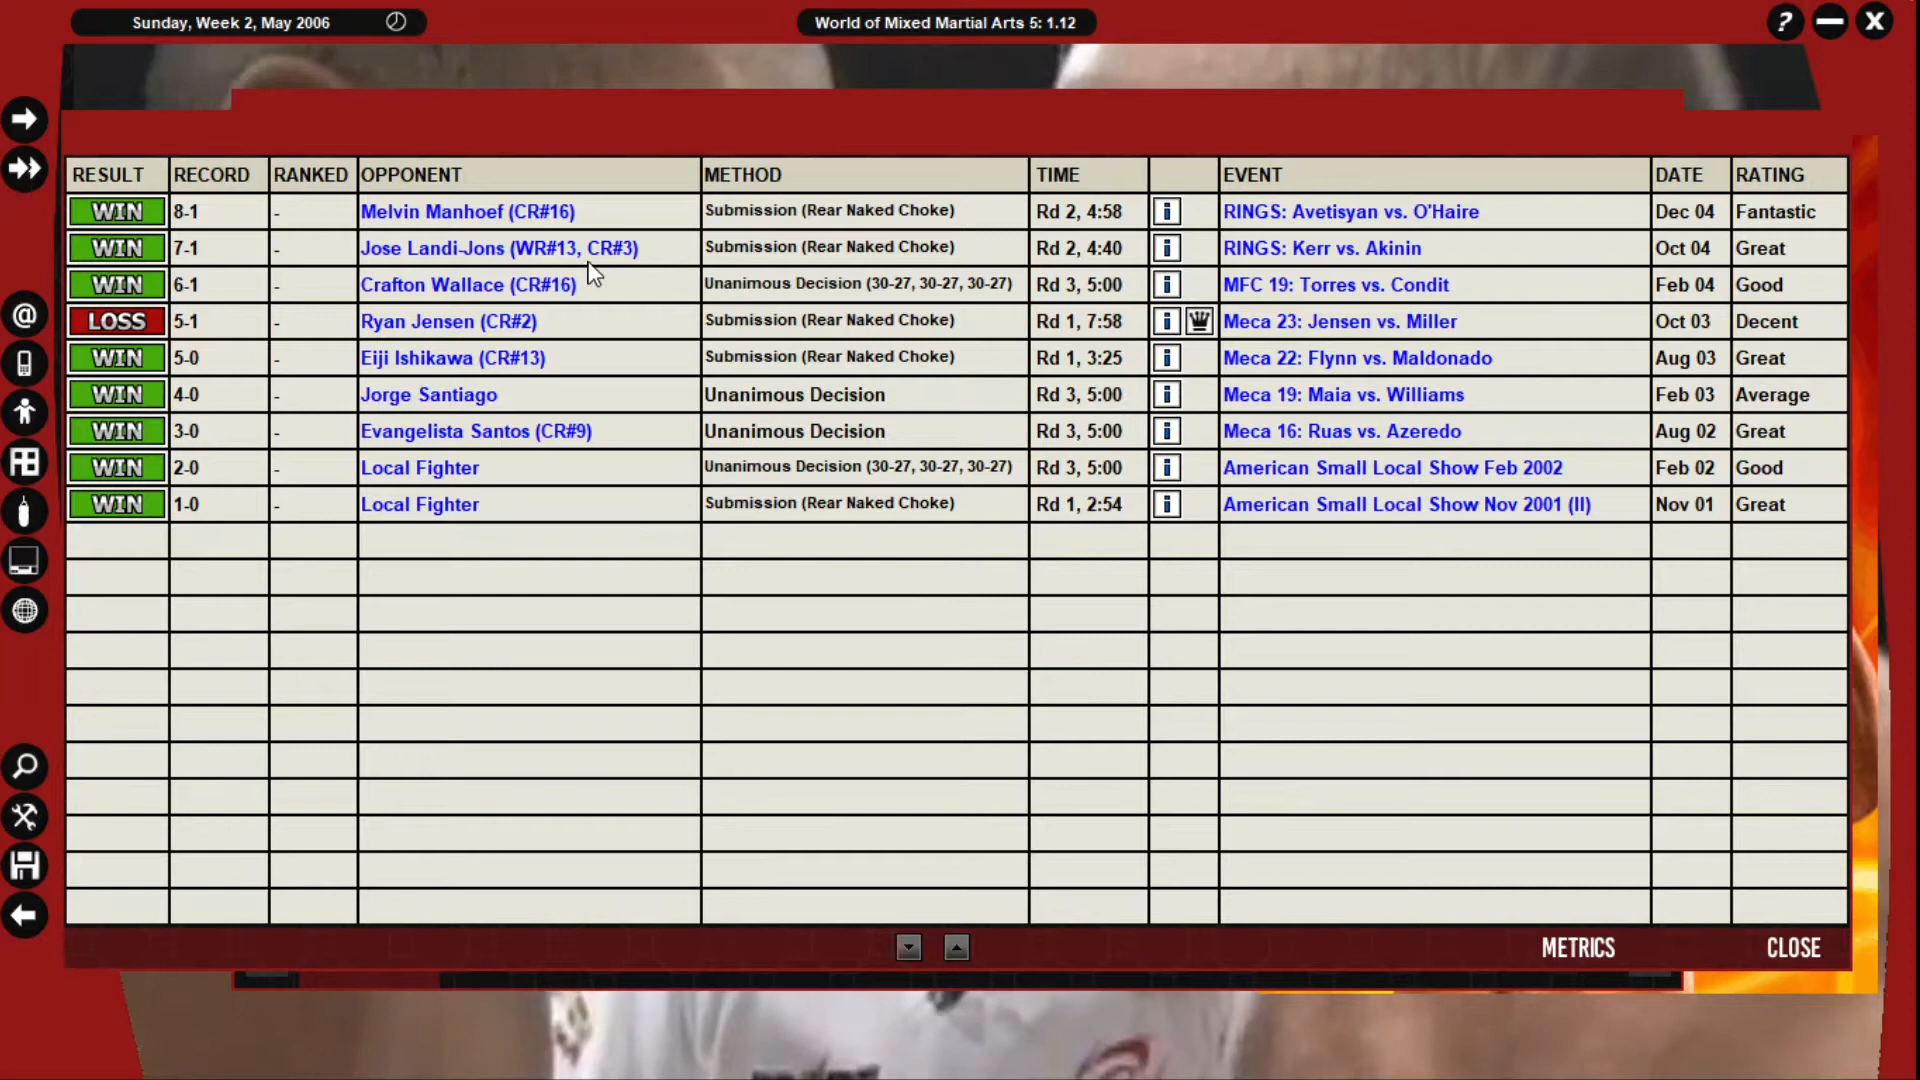 Sunday, Week 2, May 2006
World of Mixed Martial Arts 5: 1.12
?
X
RESULT RECORD RANKED OPPONENT METHOD TIME EVENT DATE RATING
WIN 8-1 - Melvin Manhoef (CR#16) Submission (Rear Naked Choke) Rd 2, 4:58 i RINGS: Avetisyan vs. O'Haire Dec 04 Fantastic
WIN 7-1 - Jose Landi-Jons (WR#13, CR#3) Submission (Rear Naked Choke) Rd 2, 4:40 i RINGS: Kerr vs. Akinin Oct 04 Great
WIN 6-1 - Crafton Wallace (CR#16) Unanimous Decision (30-27, 30-27, 30-27) Rd 3, 5:00 i MFC 19: Torres vs. Condit Feb 04 Good
LOSS 5-1 - Ryan Jensen (CR#2) Submission (Rear Naked Choke) Rd 1, 7:58 i Meca 23: Jensen vs. Miller Oct 03 Decent
WIN 5-0 - Eiji Ishikawa (CR#13) Submission (Rear Naked Choke) Rd 1, 3:25 i Meca 22: Flynn vs. Maldonado Aug 03 Great
WIN 4-0 - Jorge Santiago Unanimous Decision Rd 3, 5:00 i Meca 19: Maia vs. Williams Feb 03 Average
WIN 3-0 - Evangelista Santos (CR#9) Unanimous Decision Rd 3, 5:00 i Meca 16: Ruas vs. Azeredo Aug 02 Great
WIN 2-0 - Local Fighter Unanimous Decision (30-27, 30-27, 30-27) Rd 3, 5:00 i American Small Local Show Feb 2002 Feb 02 Good
WIN 1-0 - Local Fighter Submission (Rear Naked Choke) Rd 1, 2:54 i American Small Local Show Nov 2001 (II) Nov 01 Great
@
METRICS CLOSE